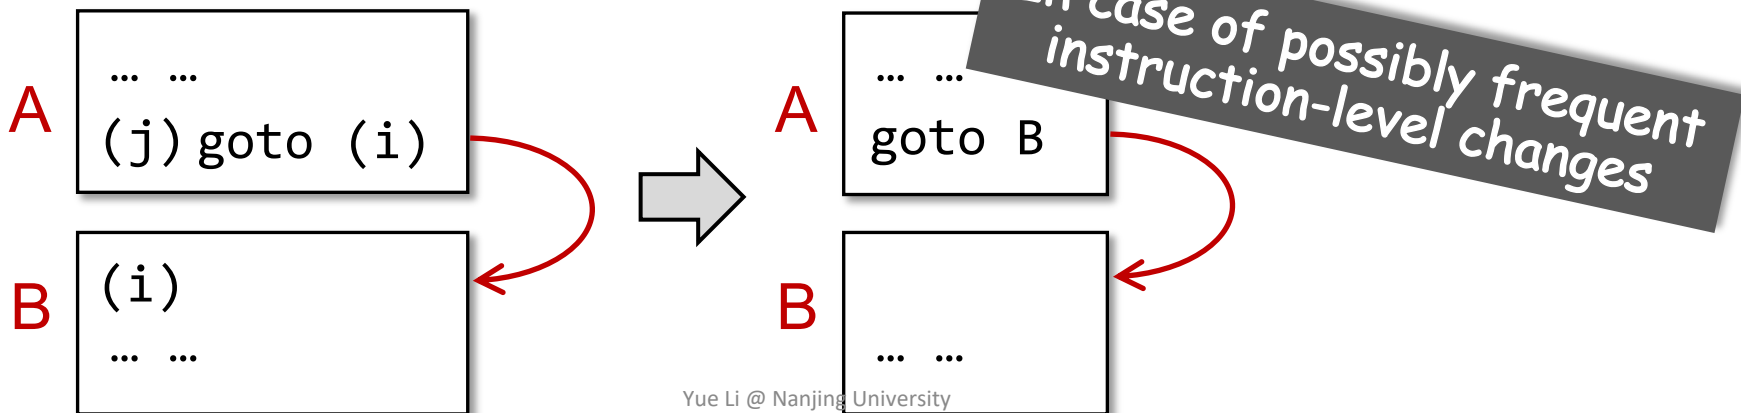 A
… …
(j) goto (i)
B
(i)
… …
A
… …
goto B
B
… …
case of possibly frequent
instruction-level changes
Yue Li @ Nanjing University